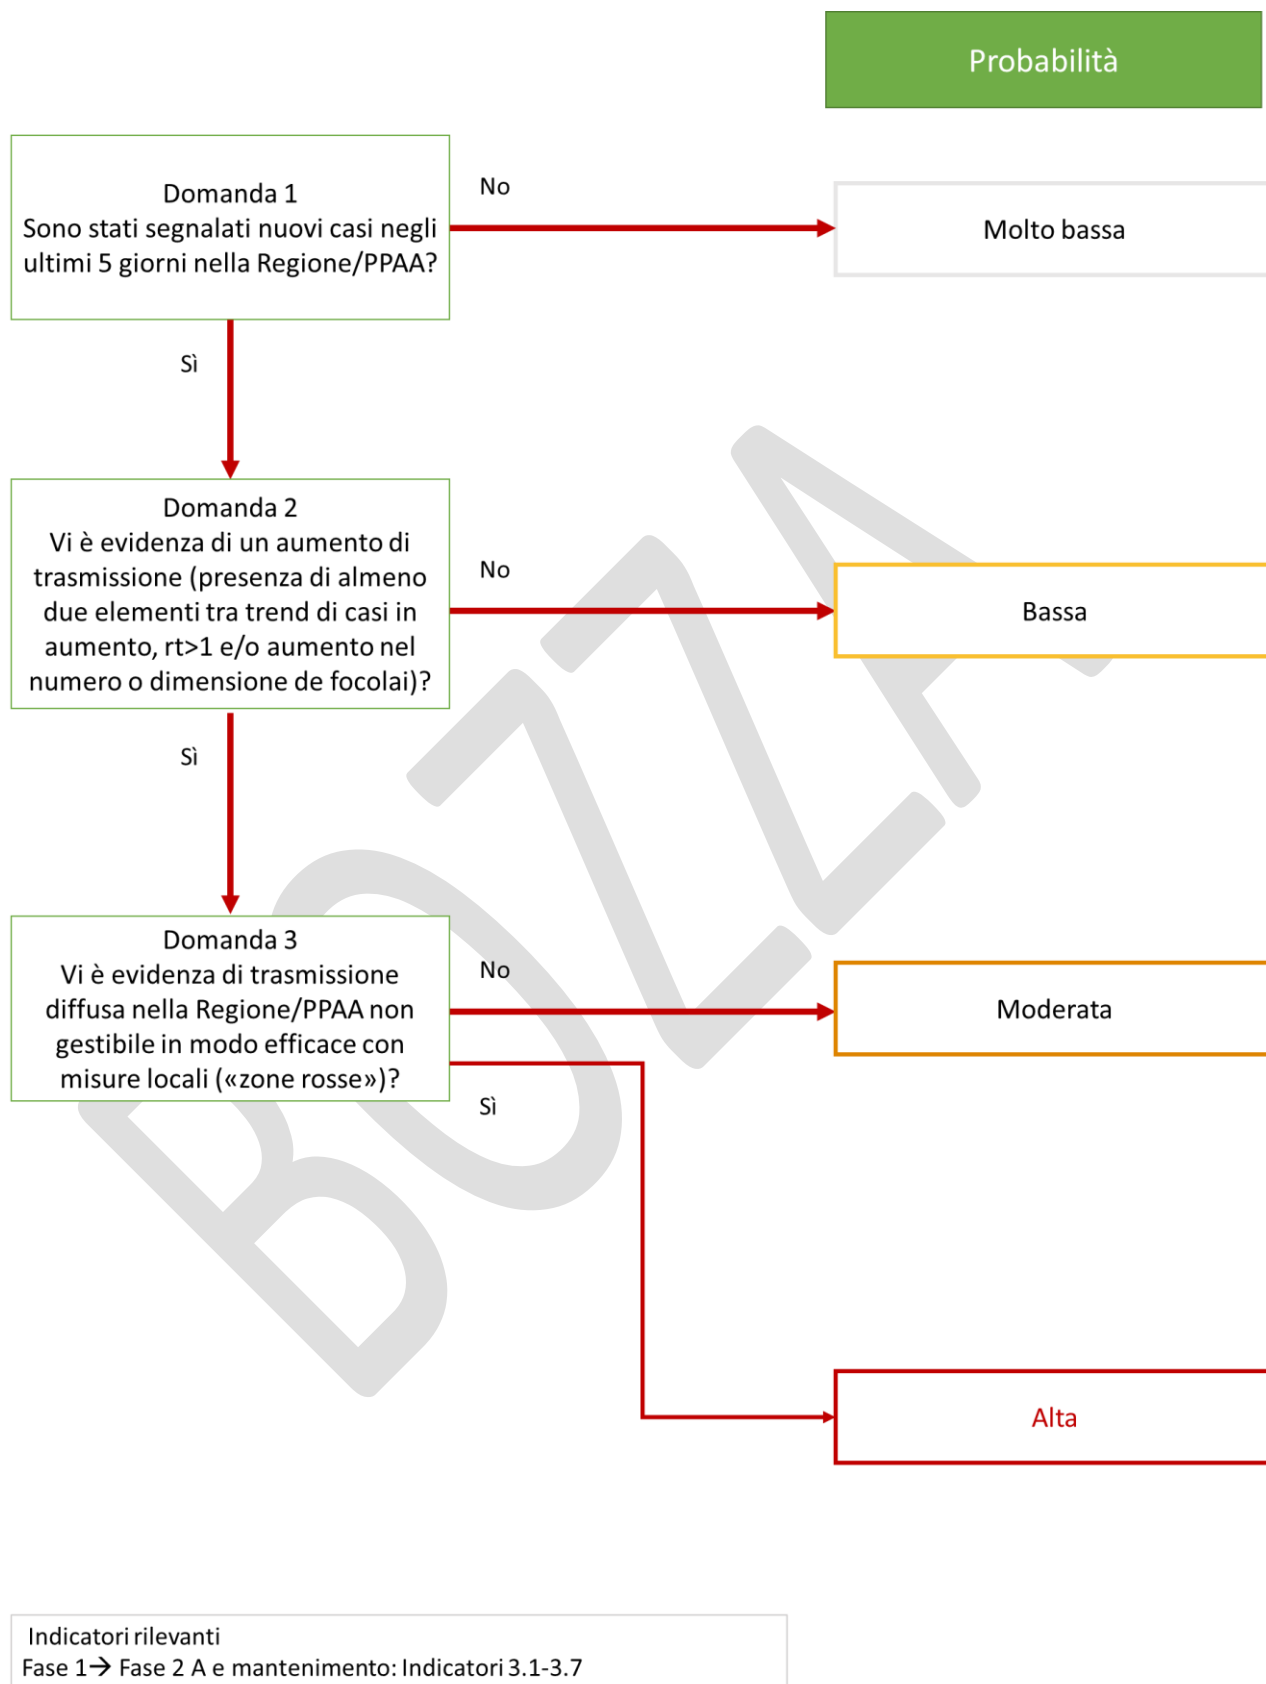 Probabilità
Domanda 1
Sono stati segnalati nuovi casi negli
ultimi 5 giorni nella Regione/PPAA?
No
Molto bassa
Sì
Domanda 2
Vi è evidenza di un aumento di
trasmissione (presenza di almeno
due elementi tra trend di casi in
aumento, rt>1 e/o aumento nel
numero o dimensione de focolai)?
No
Bassa
Sì
Domanda 3
Vi è evidenza di trasmissione
diffusa nella Regione/PPAA non
gestibile in modo efficace con
misure locali («zone rosse»)?
No
Moderata
Sì
Alta
BOZZA
Indicatori rilevanti
Fase 1→ Fase 2 A e mantenimento: Indicatori 3.1-3.7